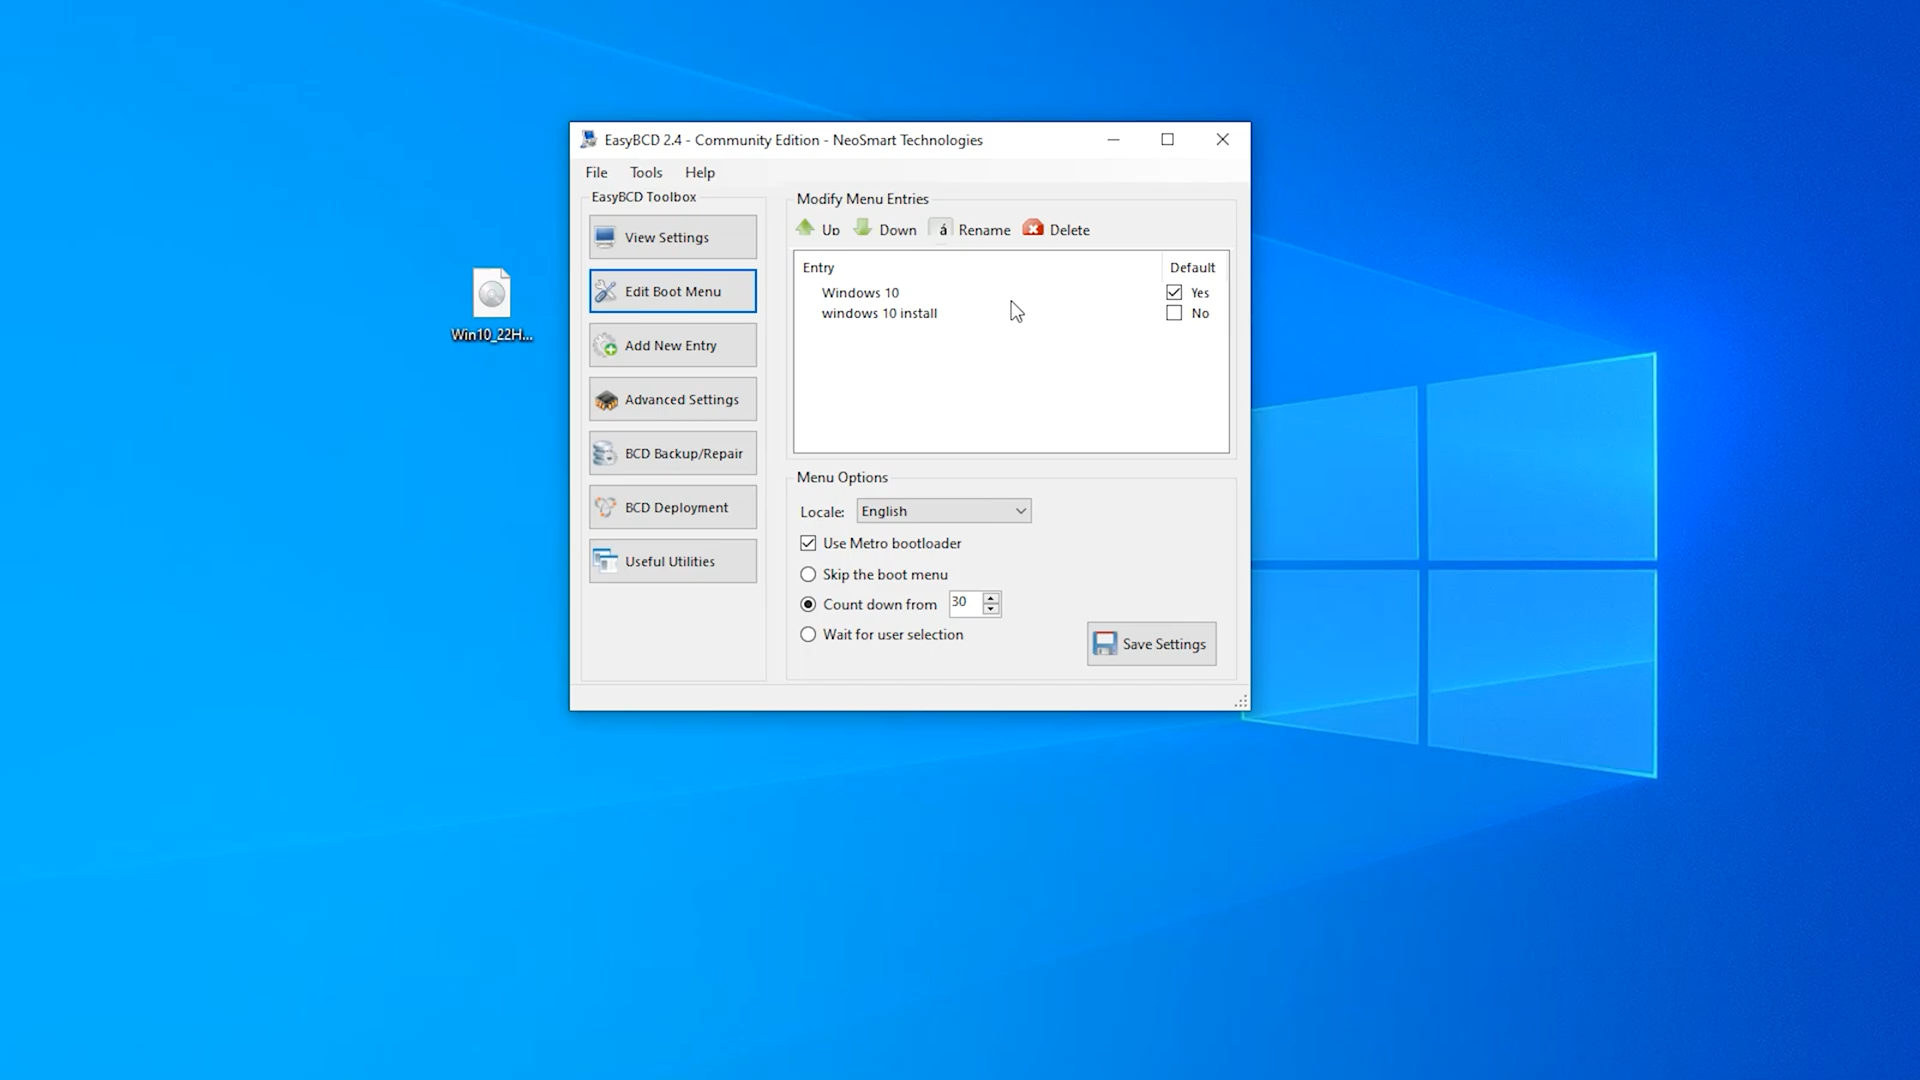 EasyBCD 2.4 - Community Edition - NeoSmart Technologies
File Tools Help
EasyBCD Toolbox
View Settings
Edit Boot Menu
Add New Entry
Advanced Settings
BCD Backup/Repair
BCD Deployment
Useful Utilities
Modify Menu Entries
Up Down á Rename Delete
Entry Default
Windows 10 Yes
windows 10 install No
Menu Options
Locale: English
Use Metro bootloader
Skip the boot menu
Count down from 30
Wait for user selection
Save Settings
Win10_22H...